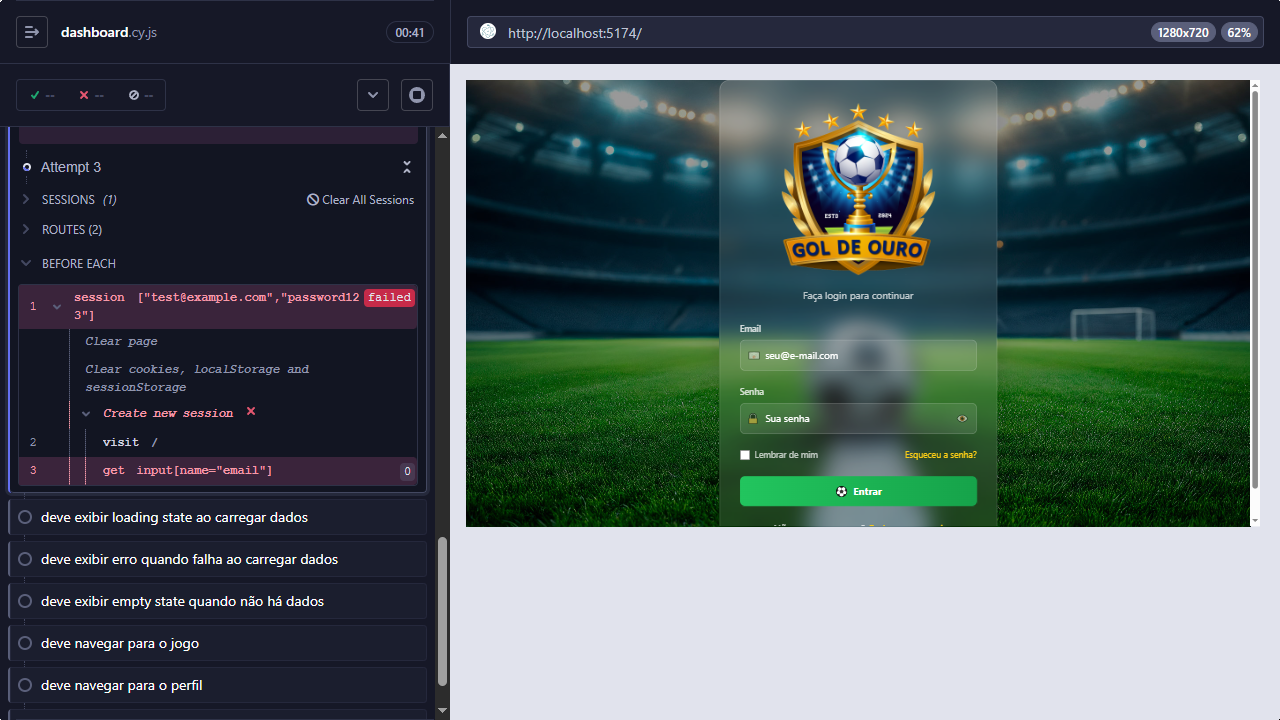 dashboard.cy.js
00:41
http://localhost:5174/
1280x720
62%
--
--
--
Attempt 3
SESSIONS (1)
Clear All Sessions
ROUTES (2)
BEFORE EACH
1 session ["test@example.com","password12 failed
3"]
Clear page
Clear cookies, localStorage and
sessionStorage
Create new session
2 visit /
3 get input[name="email"] 0
deve exibir loading state ao carregar dados
deve exibir erro quando falha ao carregar dados
deve exibir empty state quando não há dados
deve navegar para o jogo
deve navegar para o perfil
ESTD 2024
GOL DE OURO
Faça login para continuar
Email
seu@e-mail.com
Senha
Sua senha
Lembrar de mim
Esqueceu a senha?
Entrar